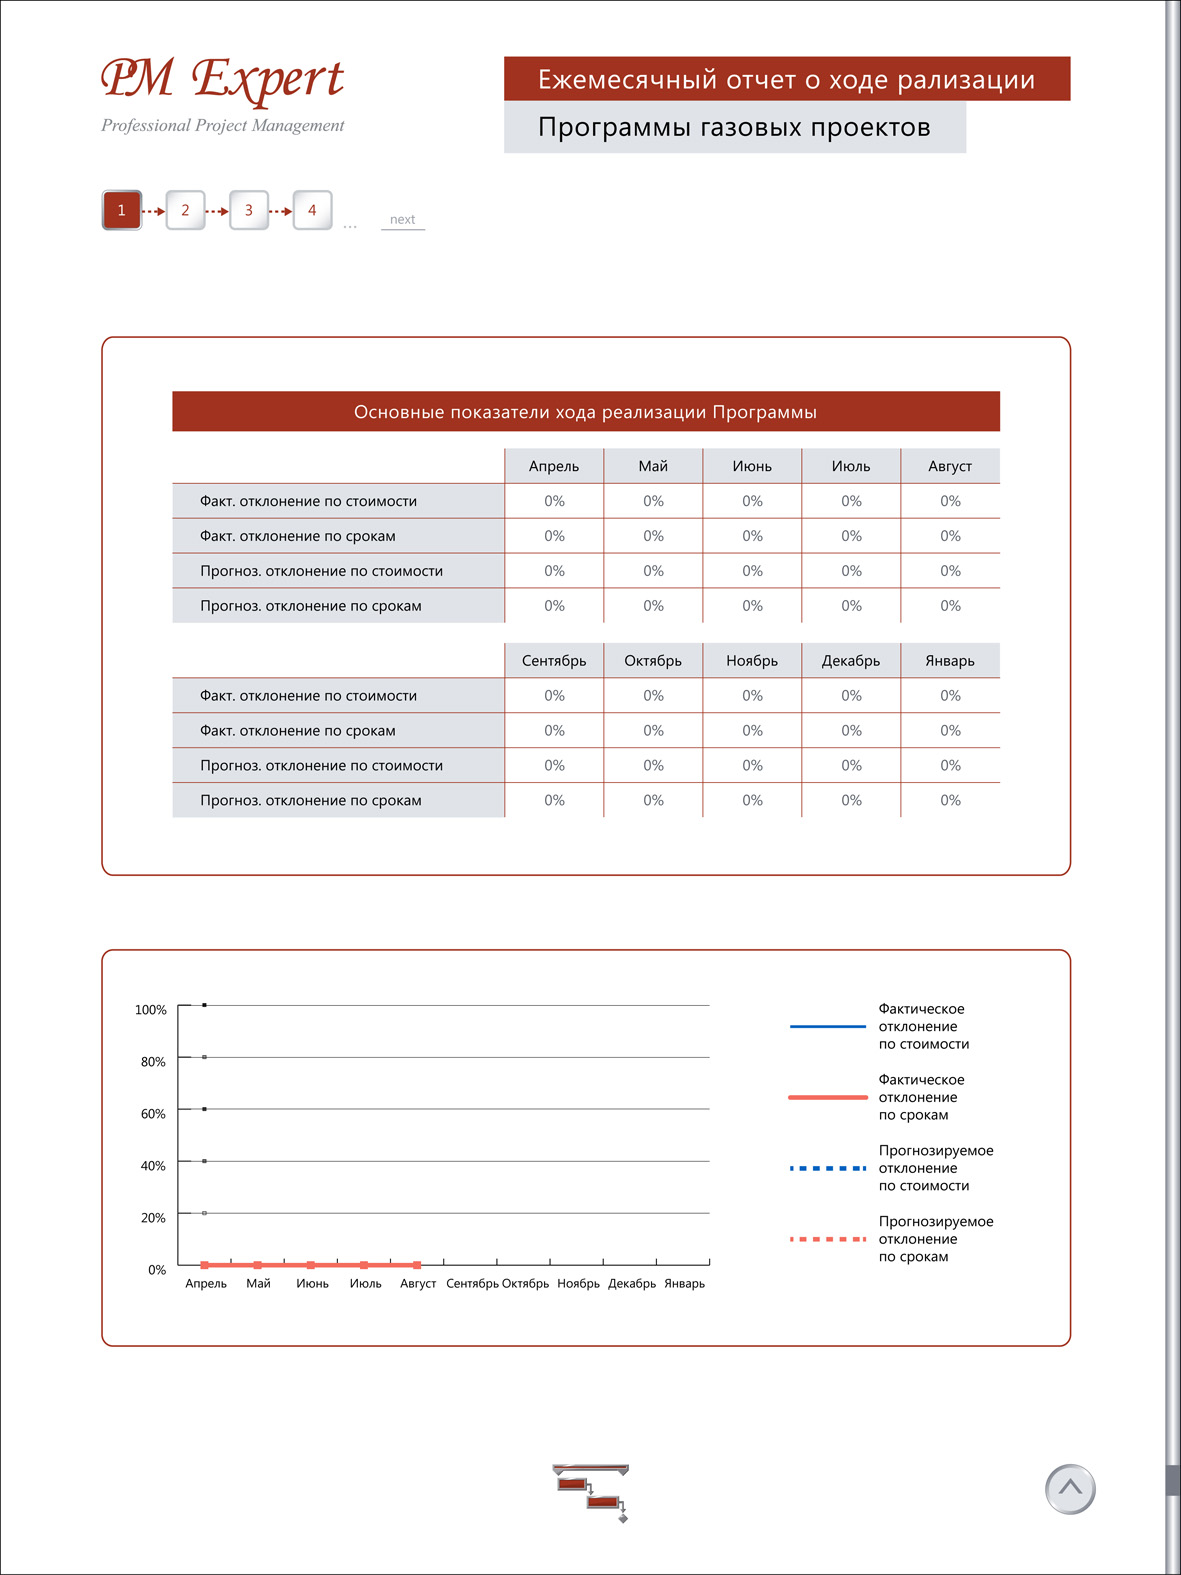 PM Expert
Professional Project Management
Ежемесячный отчет о ходе рализации
Программы газовых проектов
1 2 3 4 ... next
Основные показатели хода реализации Программы
Апрель Май Июнь Июль Август
Факт. отклонение по стоимости 0% 0% 0% 0% 0%
Факт. отклонение по срокам 0% 0% 0% 0% 0%
Прогноз. отклонение по стоимости 0% 0% 0% 0% 0%
Прогноз. отклонение по срокам 0% 0% 0% 0% 0%
Сентябрь Октябрь Ноябрь Декабрь Январь
Факт. отклонение по стоимости 0% 0% 0% 0% 0%
Факт. отклонение по срокам 0% 0% 0% 0% 0%
Прогноз. отклонение по стоимости 0% 0% 0% 0% 0%
Прогноз. отклонение по срокам 0% 0% 0% 0% 0%
100%
80%
60%
40%
20%
0%
Апрель Май Июнь Июль Август Сентябрь Октябрь Ноябрь Декабрь Январь
Фактическое
отклонение
по стоимости
Фактическое
отклонение
по срокам
Прогнозируемое
отклонение
по стоимости
Прогнозируемое
отклонение
по срокам